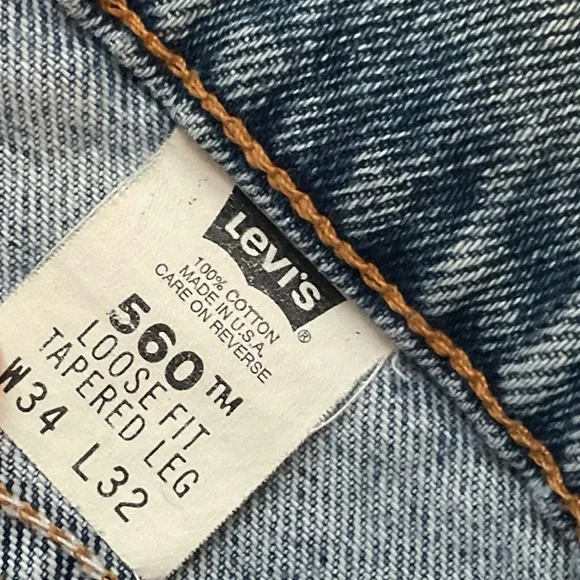 Levi's®
100% COTTON
MADE IN U.S.A.
CARE ON REVERSE
560™
LOOSE FIT
TAPERED LEG
W34 L32